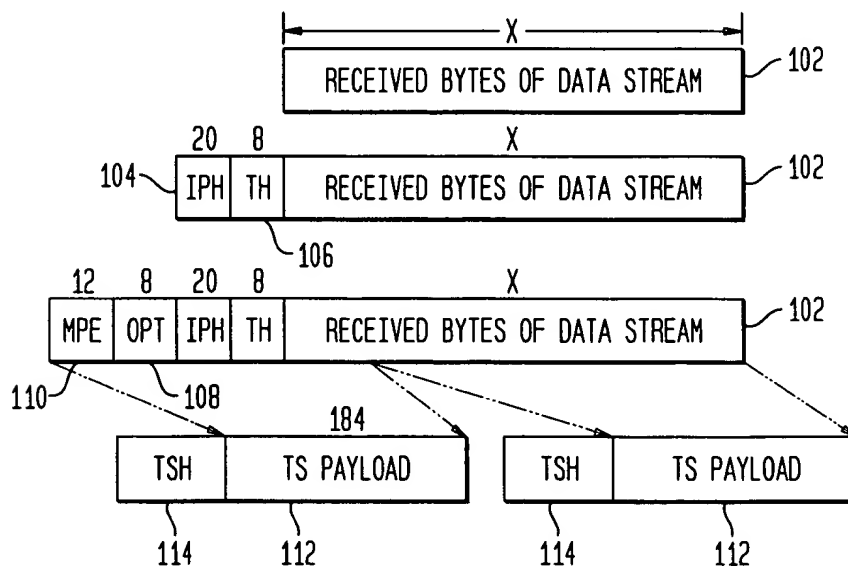 X
RECEIVED BYTES OF DATA STREAM 102
20 8 X
104 IPH TH RECEIVED BYTES OF DATA STREAM 102
106
12 8 20 8 X
MPE OPT IPH TH RECEIVED BYTES OF DATA STREAM 102
110 108
184
TSH TS PAYLOAD TSH TS PAYLOAD
114 112 114 112